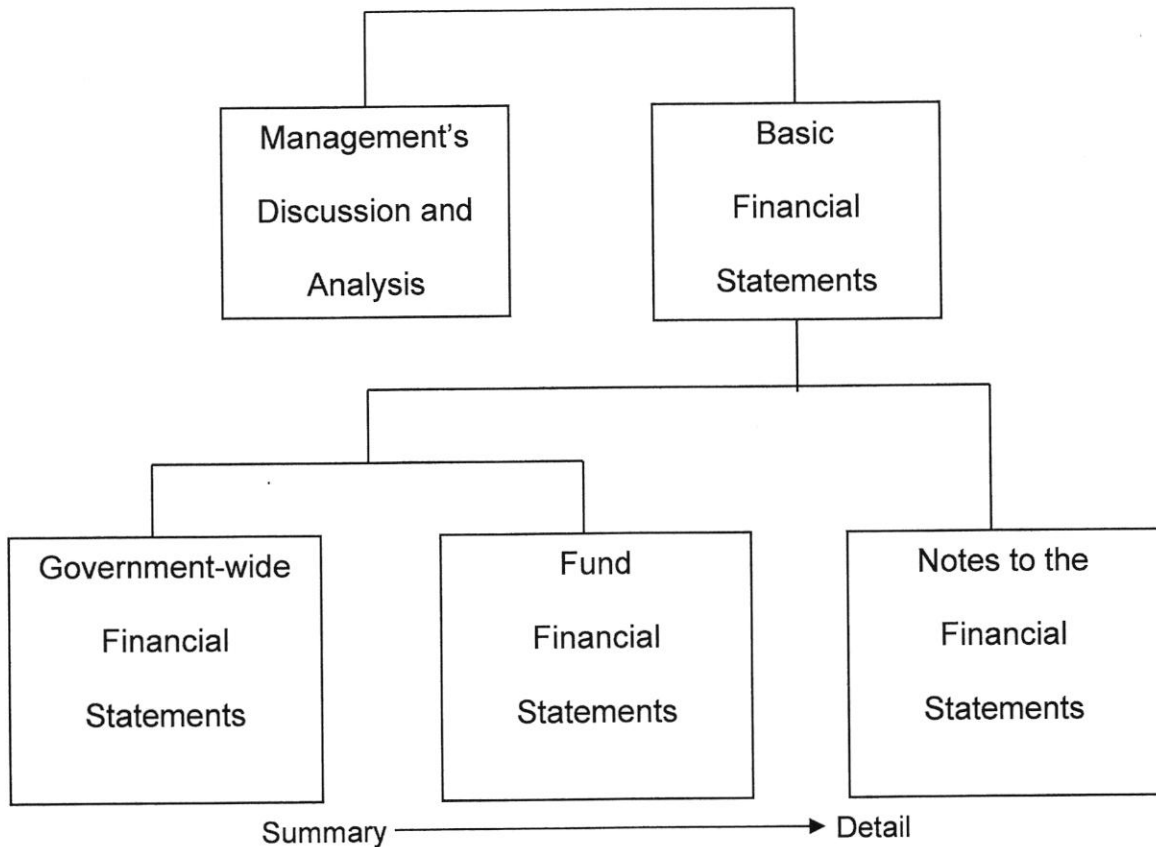 Management's
Discussion and
Analysis
Basic
Financial
Statements
Government-wide
Financial
Statements
Fund
Financial
Statements
Notes to the
Financial
Statements
Summary
Detail